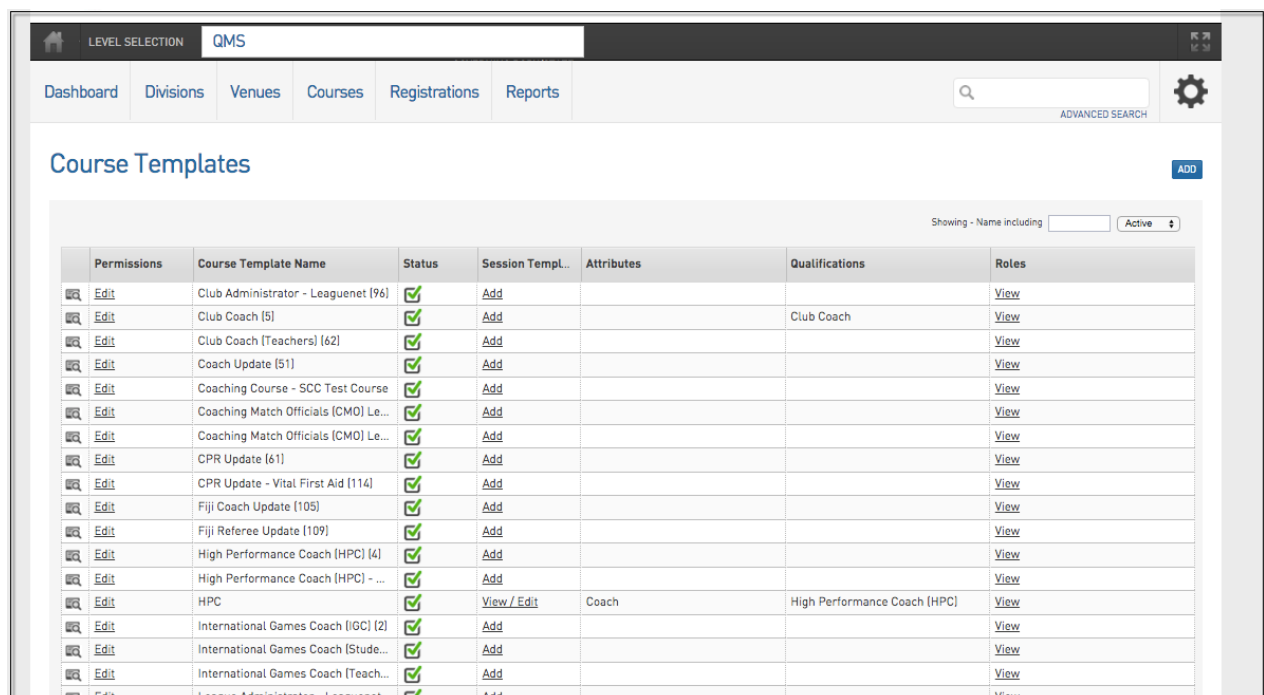 LEVEL SELECTION QMS
Dashboard Divisions Venues Courses Registrations Reports
ADVANCED SEARCH
Course Templates
ADD
Showing - Name including Active
Permissions Course Template Name Status Session Templ... Attributes Qualifications Roles
Edit Club Administrator - Leaguenet (96) Add View
Edit Club Coach (5) Add Club Coach View
Edit Club Coach (Teachers) (62) Add View
Edit Coach Update (51) Add View
Edit Coaching Course - SCC Test Course Add View
Edit Coaching Match Officials (CMO) Le... Add View
Edit Coaching Match Officials (CMO) Le... Add View
Edit CPR Update (61) Add View
Edit CPR Update - Vital First Aid (114) Add View
Edit Fiji Coach Update (105) Add View
Edit Fiji Referee Update (109) Add View
Edit High Performance Coach (HPC) (4) Add View
Edit High Performance Coach (HPC) - ... Add View
Edit HPC View / Edit Coach High Performance Coach (HPC) View
Edit International Games Coach (IGC) (2) Add View
Edit International Games Coach (Stude... Add View
Edit International Games Coach (Teach... Add View